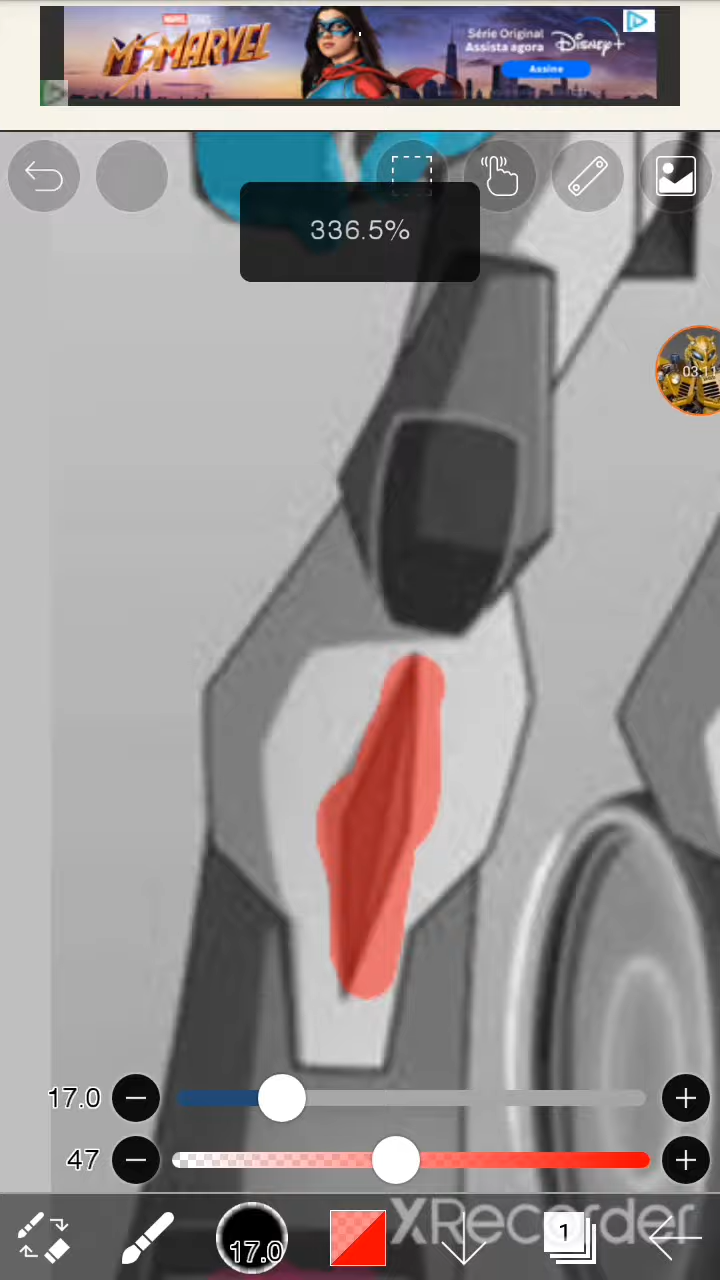 MARVEL
MS MARVEL
Série Original
Assista agora
Disney+
Assine
336.5%
03:11
17.0
47
17.0
1
XRecorder